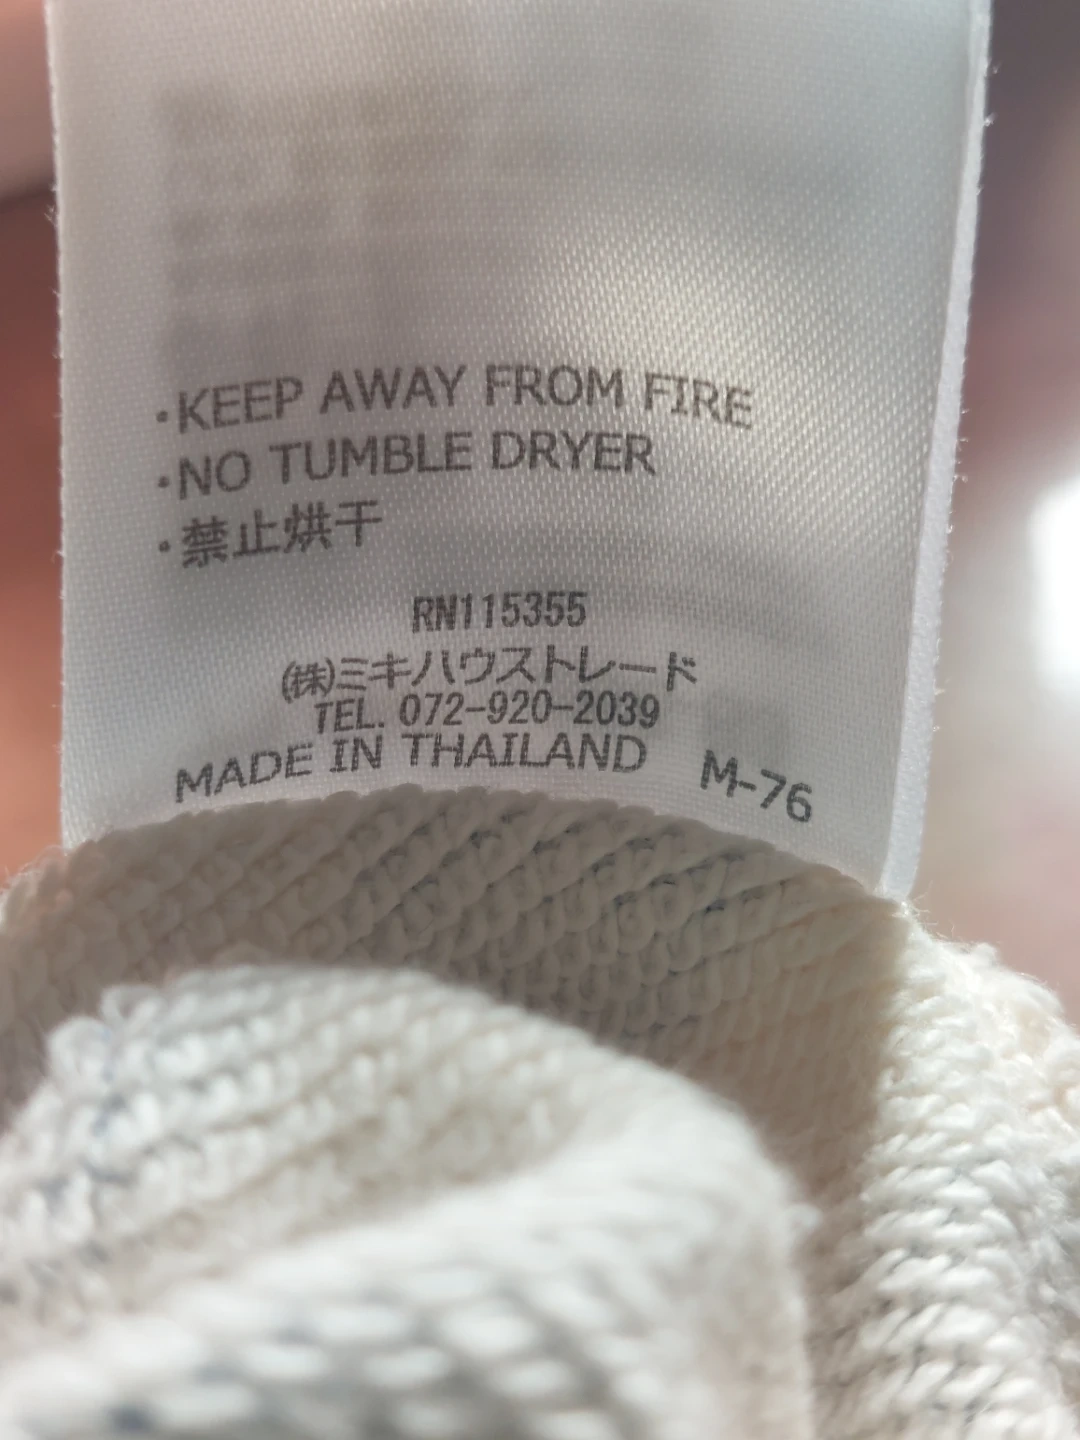 ・KEEP AWAY FROM FIRE
・NO TUMBLE DRYER
・禁止烘干
RN115355
㈱ミキハウストレード
TEL. 072-920-2039
MADE IN THAILAND M-76